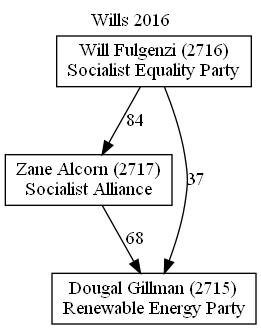 Wills 2016
Will Fulgenzi (2716)
Socialist Equality Party
84
Zane Alcorn (2717)
Socialist Alliance
37
68
Dougal Gillman (2715)
Renewable Energy Party